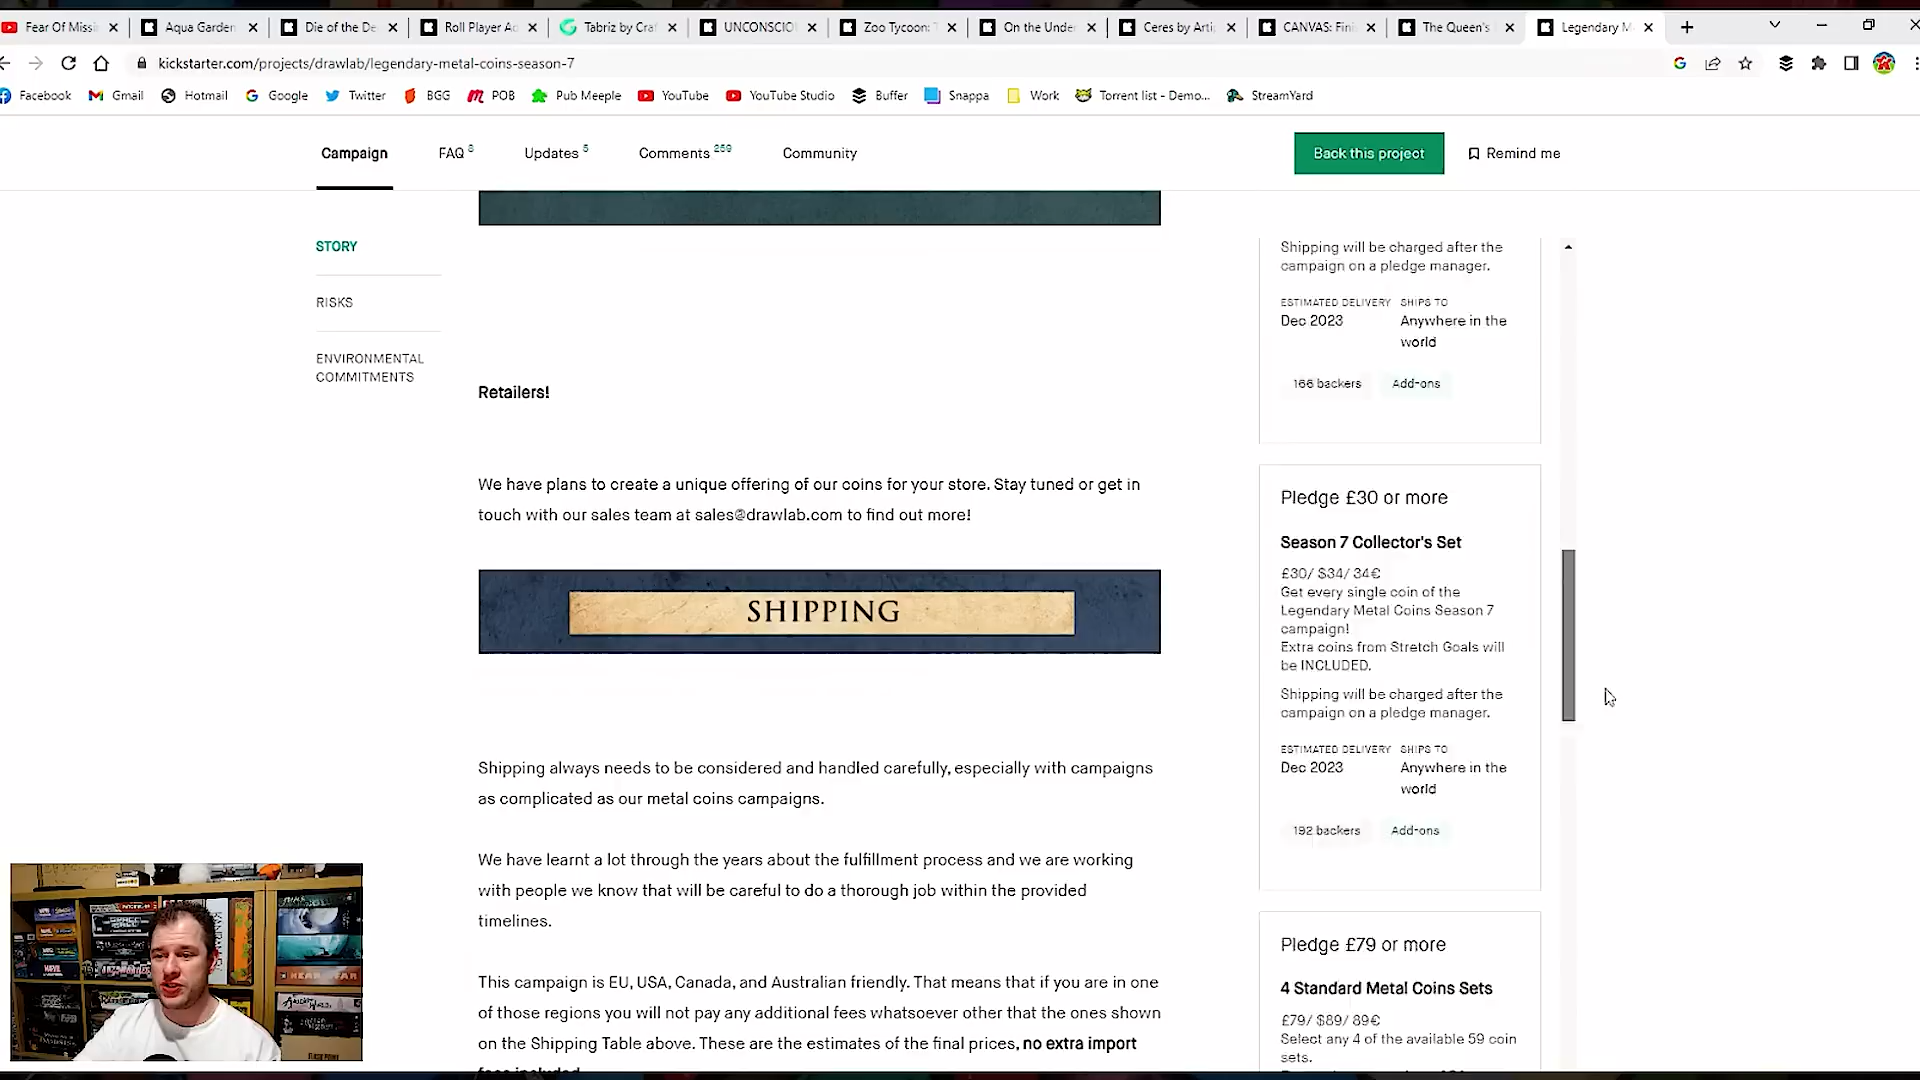 Fear Of Missi
Aqua Garden
Die of the De
Roll Player Ad
Tabriz by Craf
UNCONSCIO
Zoo Tycoon: T
On the Under
Ceres by Arti
CANVAS: Fini
The Queen's
Legendary M
kickstarter.com/projects/drawlab/legendary-metal-coins-season-7
Facebook
Gmail
Hotmail
Google
Twitter
BGG
POB
Pub Meeple
YouTube
YouTube Studio
Buffer
Snappa
Work
Torrent list - Demo...
StreamYard
Campaign
FAQ 8
Updates 5
Comments 259
Community
Back this project
Remind me
STORY
RISKS
ENVIRONMENTAL
COMMITMENTS
Retailers!
We have plans to create a unique offering of our coins for your store. Stay tuned or get in
touch with our sales team at sales@drawlab.com to find out more!
SHIPPING
Shipping always needs to be considered and handled carefully, especially with campaigns
as complicated as our metal coins campaigns.
We have learnt a lot through the years about the fulfillment process and we are working
with people we know that will be careful to do a thorough job within the provided
timelines.
This campaign is EU, USA, Canada, and Australian friendly. That means that if you are in one
of those regions you will not pay any additional fees whatsoever other that the ones shown
on the Shipping Table above. These are the estimates of the final prices, no extra import
fees included.
Shipping will be charged after the
campaign on a pledge manager.
ESTIMATED DELIVERY
Dec 2023
SHIPS TO
Anywhere in the
world
166 backers
Add-ons
Pledge £30 or more
Season 7 Collector's Set
£30/ $34/ 34€
Get every single coin of the
Legendary Metal Coins Season 7
campaign!
Extra coins from Stretch Goals will
be INCLUDED.
Shipping will be charged after the
campaign on a pledge manager.
ESTIMATED DELIVERY
Dec 2023
SHIPS TO
Anywhere in the
world
192 backers
Add-ons
Pledge £79 or more
4 Standard Metal Coins Sets
£79/ $89/ 89€
Select any 4 of the available 59 coin
sets.